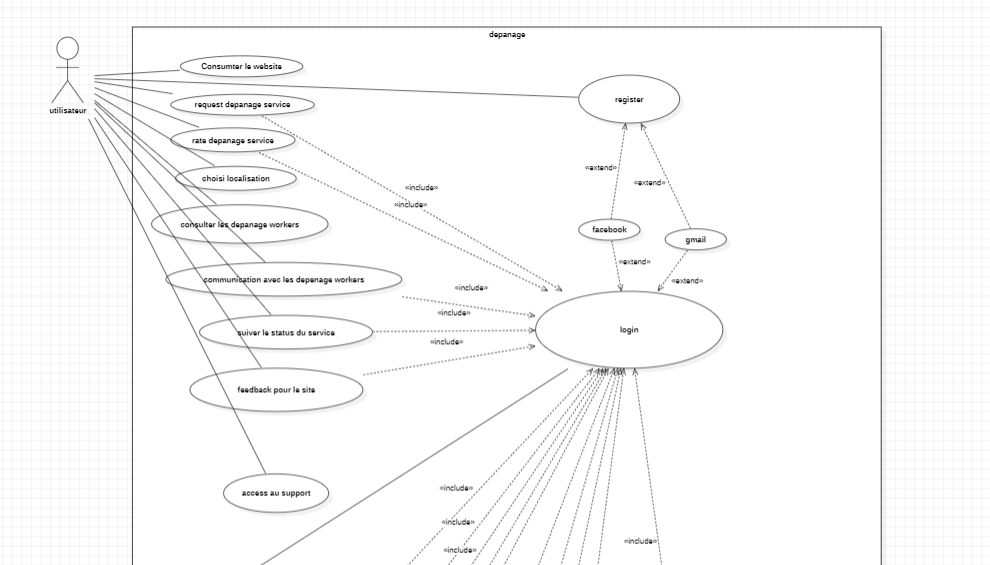 depanage
utilisateur
Consumter le website
request depanage service
rate depanage service
choisi localisation
consulter les depanage workers
communication avec les depenage workers
suiver le status du service
feedback pour le site
access au support
register
«extend»
«extend»
facebook
gmail
«extend»
«extend»
«include»
«include»
«include»
«include»
«include»
login
«include»
«include»
«include»
«include»